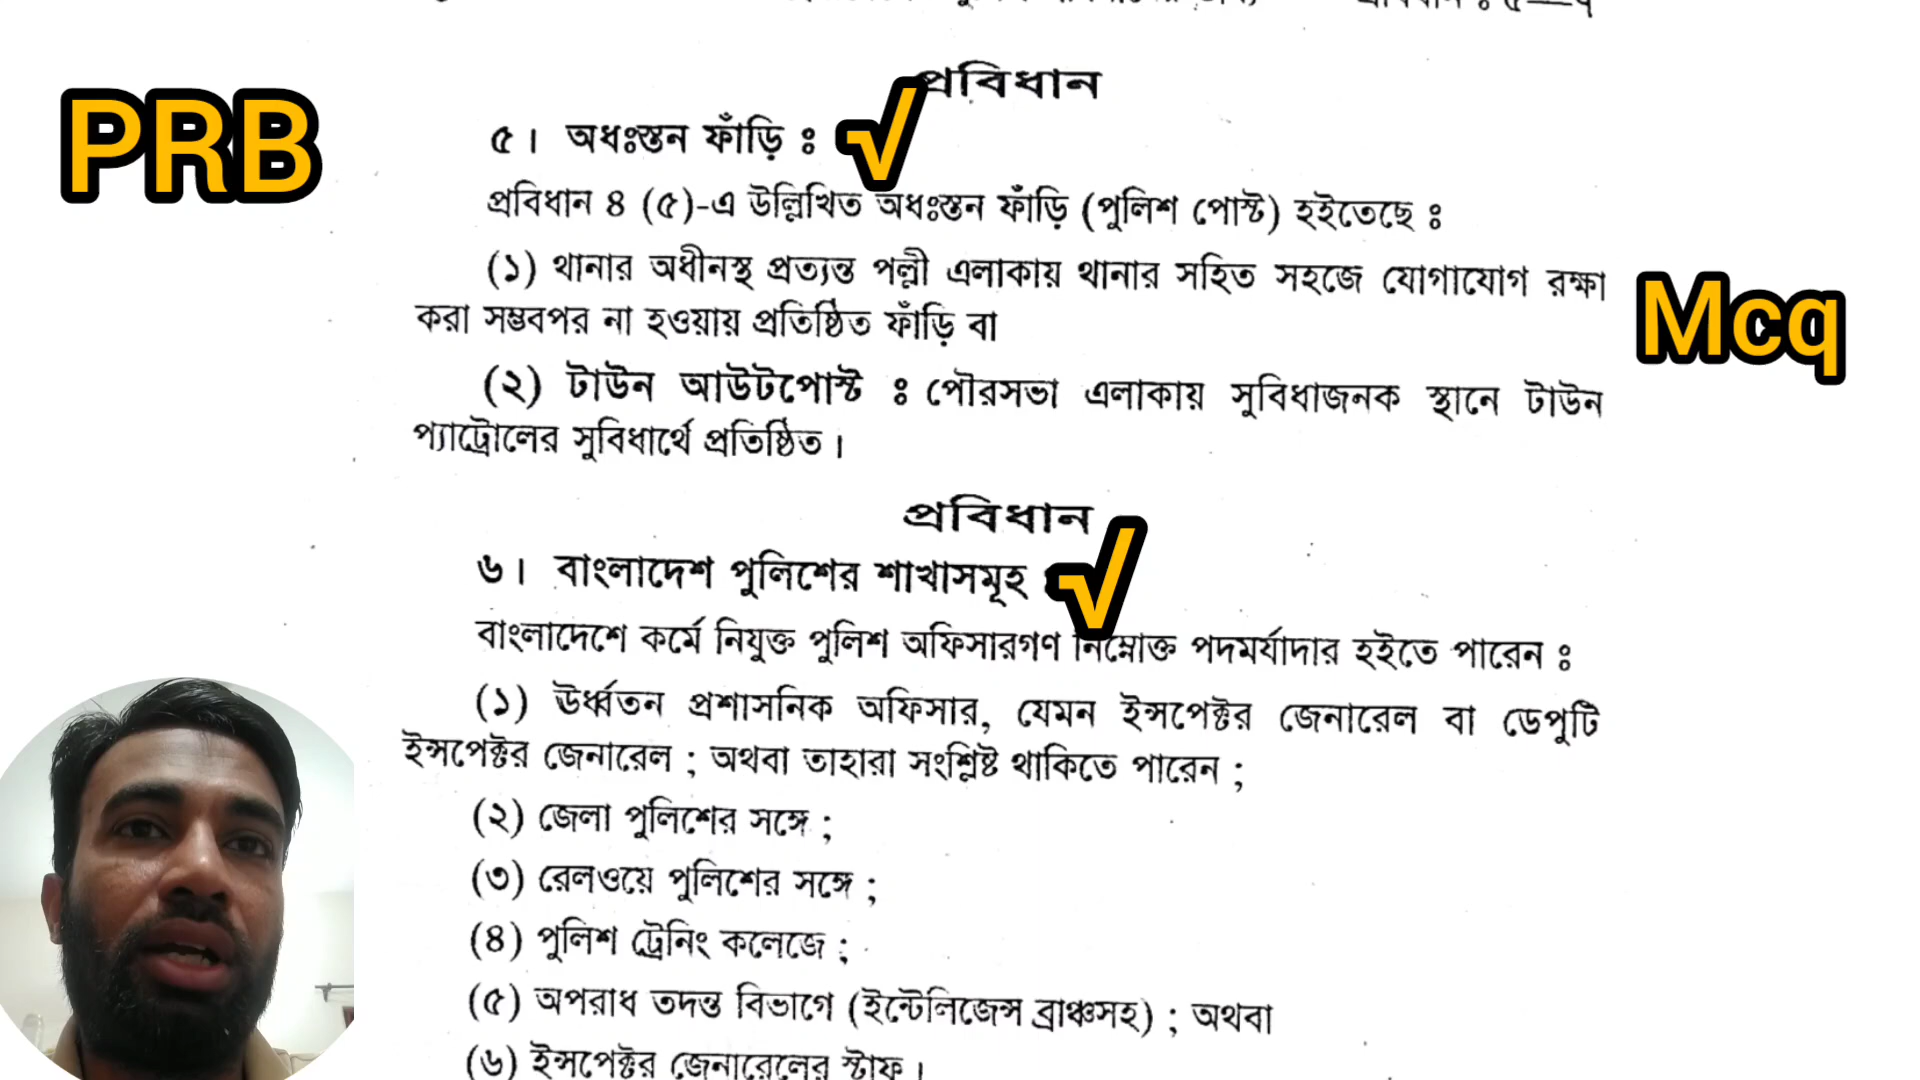 প্রবিধান
PRB
৫। অধঃস্তন ফাঁড়ি ঃ √
প্রবিধান ৪ (৫)-এ উল্লিখিত অধঃস্তন ফাঁড়ি (পুলিশ পোস্ট) হইতেছে ঃ
(১) থানার অধীনস্থ প্রত্যন্ত পল্লী এলাকায় থানার সহিত সহজে যোগাযোগ রক্ষা
করা সম্ভবপর না হওয়ায় প্রতিষ্ঠিত ফাঁড়ি বা
Mcq
(২) টাউন আউটপোস্ট ঃ পৌরসভা এলাকায় সুবিধাজনক স্থানে টাউন
প্যাট্রোলের সুবিধার্থে প্রতিষ্ঠিত।
প্রবিধান
৬। বাংলাদেশ পুলিশের শাখাসমূহ √
বাংলাদেশে কর্মে নিযুক্ত পুলিশ অফিসারগণ নিম্নোক্ত পদমর্যাদার হইতে পারেন ঃ
(১) ঊর্ধ্বতন প্রশাসনিক অফিসার, যেমন ইন্সপেক্টর জেনারেল বা ডেপুটি
ইন্সপেক্টর জেনারেল ; অথবা তাহারা সংশ্লিষ্ট থাকিতে পারেন ;
(২) জেলা পুলিশের সঙ্গে ;
(৩) রেলওয়ে পুলিশের সঙ্গে ;
(৪) পুলিশ ট্রেনিং কলেজে ;
(৫) অপরাধ তদন্ত বিভাগে (ইন্টেলিজেন্স ব্রাঞ্চসহ) ; অথবা
(৬) ইন্সপেক্টর জেনারেলের স্টাফ।